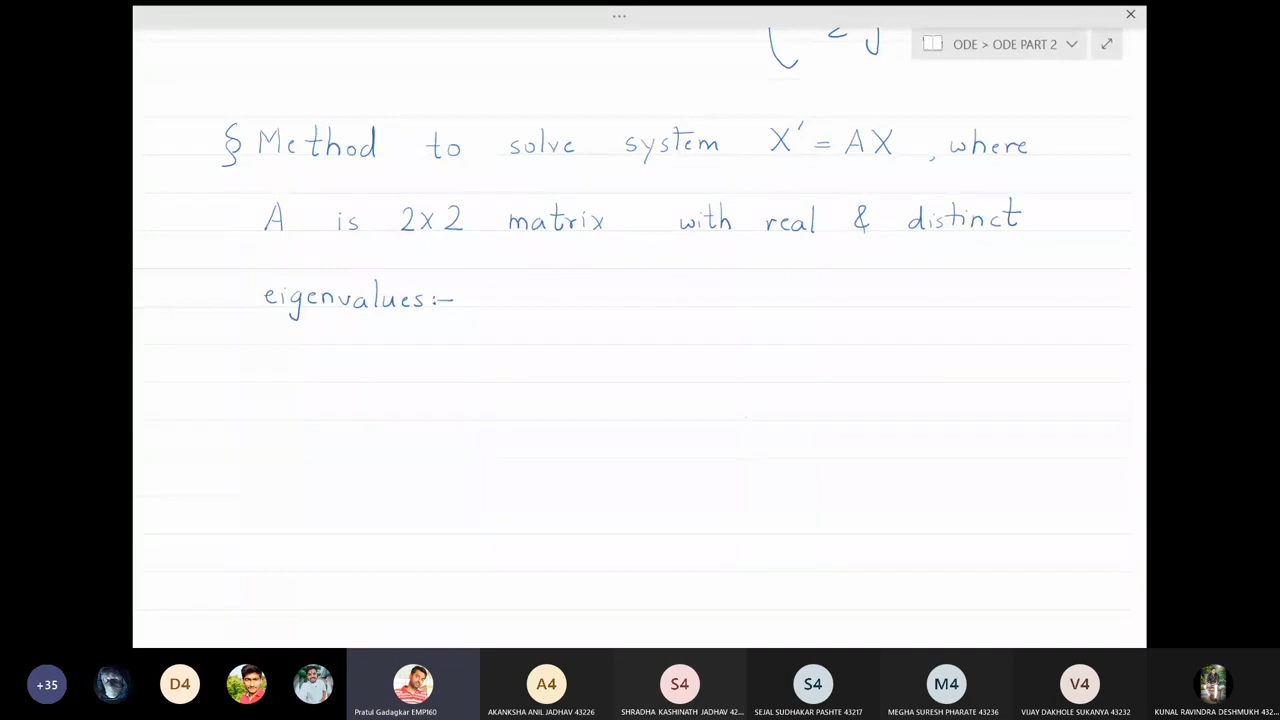 ODE > ODE PART 2
§ Method to solve system X' = AX, where
A is 2x2 matrix with real & distinct
eigenvalues:-
+35
D4
A4
S4
S4
M4
V4
Pratul Gadagkar EMP160
AKANKSHA ANIL JADHAV 43226
SHRADHA KASHINATH JADHAV 42...
SEJAL SUDHAKAR PASHTE 43217
MEGHA SURESH PHARATE 43236
VIJAY DAKHOLE SUKANYA 43232
KUNAL RAVINDRA DESHMUKH 432...